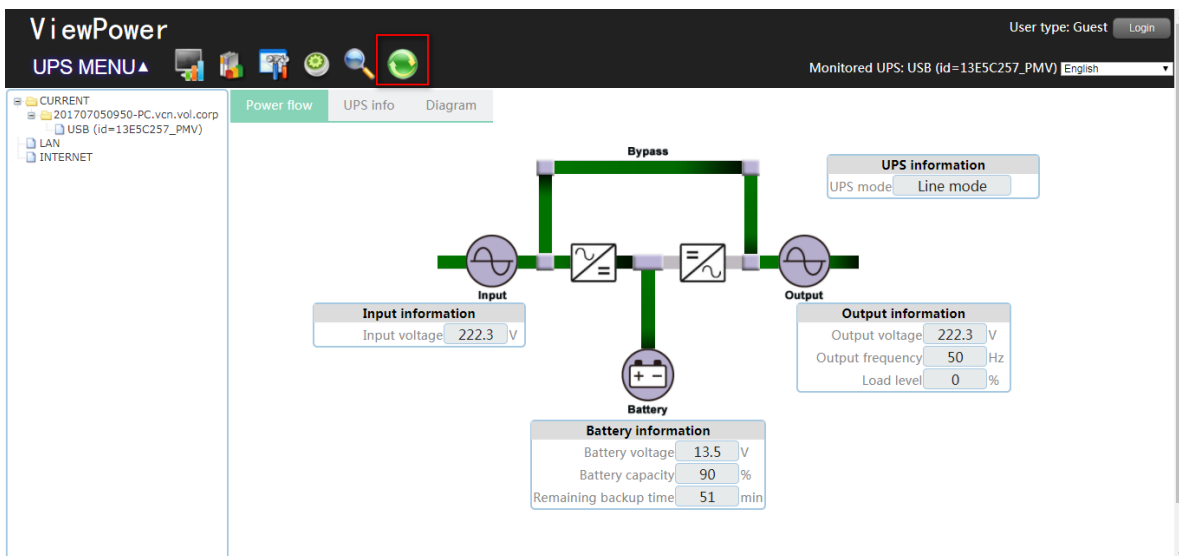 ViewPower
User type: Guest Login
UPS MENU▲
Monitored UPS: USB (id=13E5C257_PMV) English
CURRENT
201707050950-PC.vcn.vol.corp
USB (id=13E5C257_PMV)
LAN
INTERNET
Power flow UPS info Diagram
Bypass
UPS information
UPS mode Line mode
Input
Output
Input information
Input voltage 222.3 V
Output information
Output voltage 222.3 V
Output frequency 50 Hz
Load level 0 %
Battery
Battery information
Battery voltage 13.5 V
Battery capacity 90 %
Remaining backup time 51 min